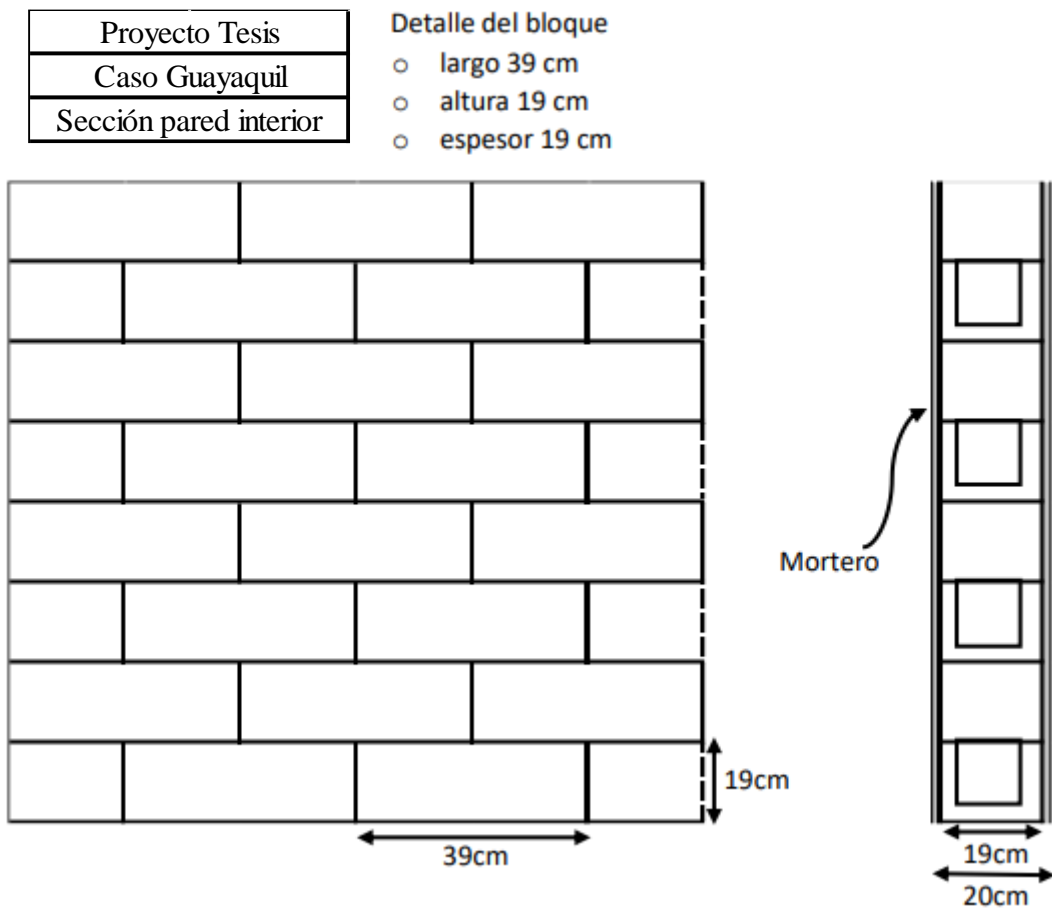 Proyecto Tesis
Caso Guayaquil
Sección pared interior
Detalle del bloque
o largo 39 cm
o altura 19 cm
o espesor 19 cm
Mortero
19cm
39cm
19cm
20cm